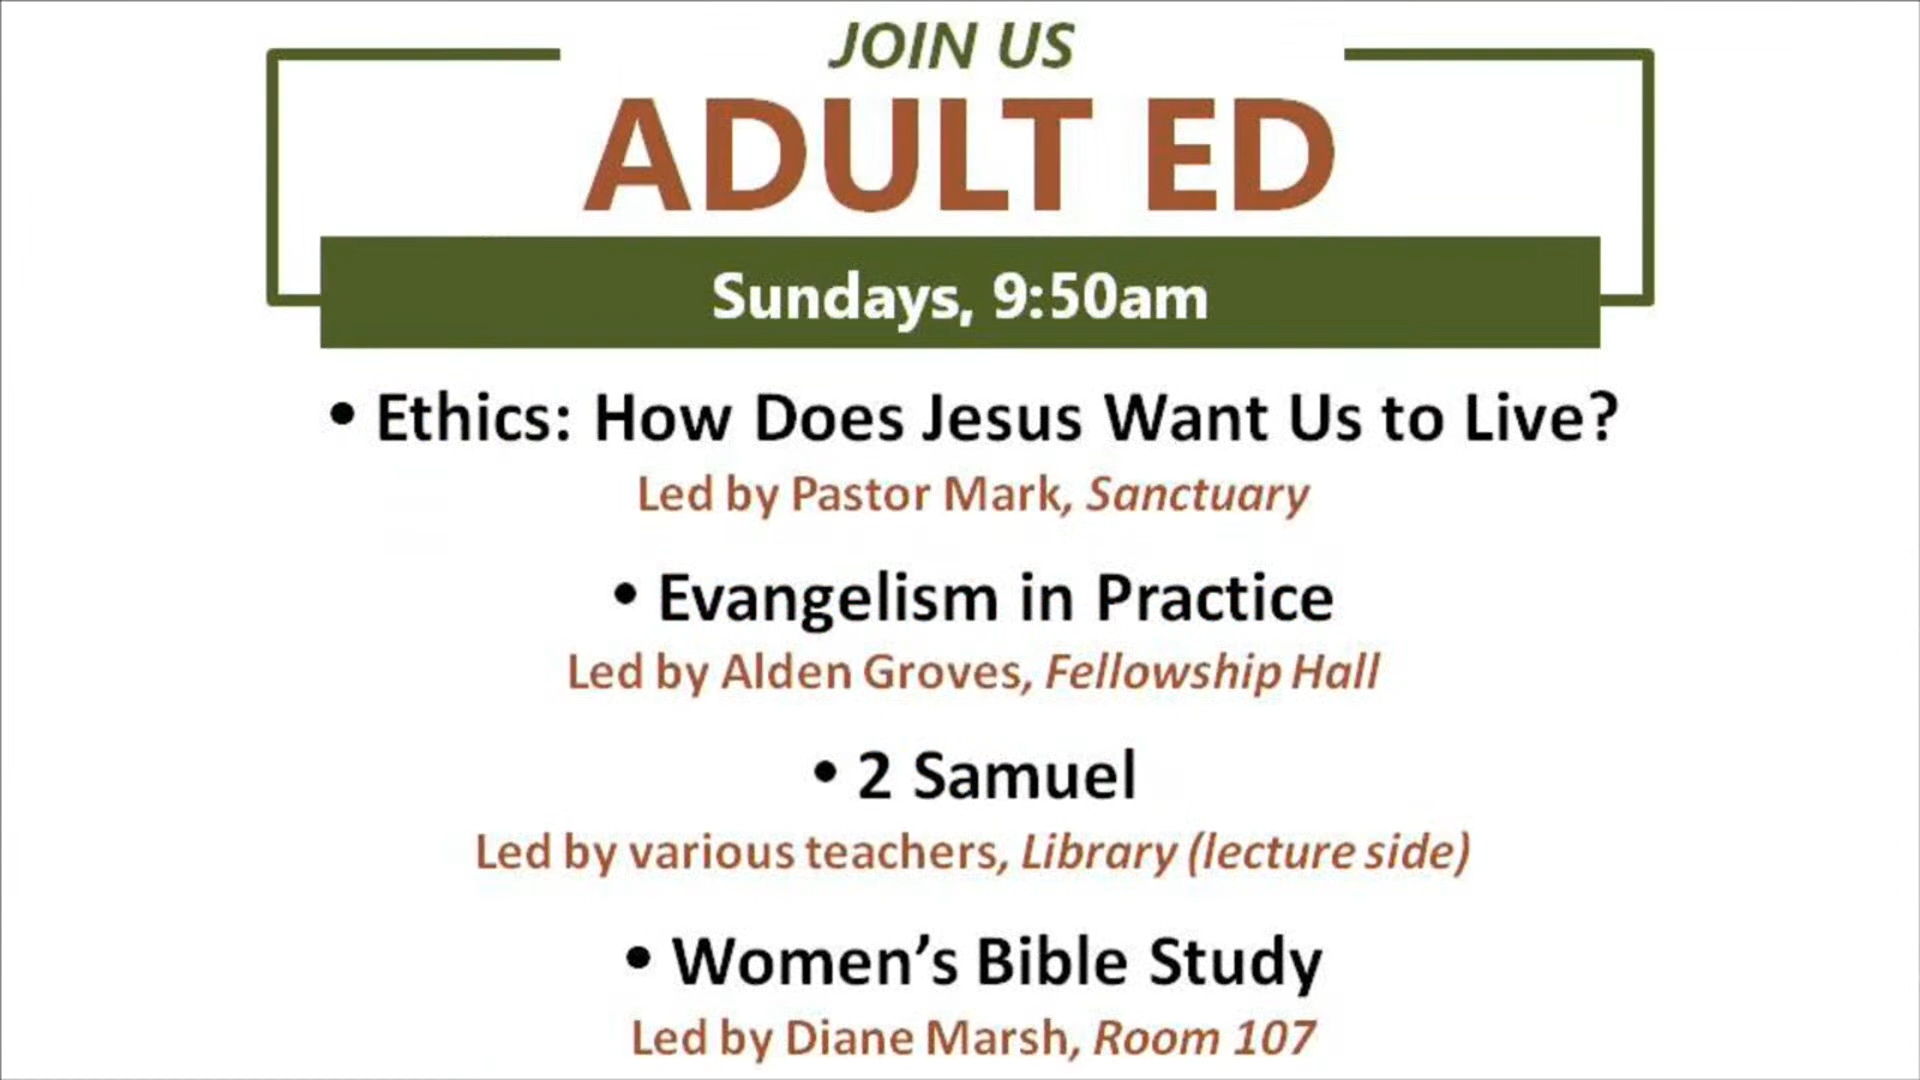 JOIN US
ADULT ED
Sundays, 9:50am
• Ethics: How Does Jesus Want Us to Live?
Led by Pastor Mark, Sanctuary
• Evangelism in Practice
Led by Alden Groves, Fellowship Hall
• 2 Samuel
Led by various teachers, Library (lecture side)
• Women’s Bible Study
Led by Diane Marsh, Room 107